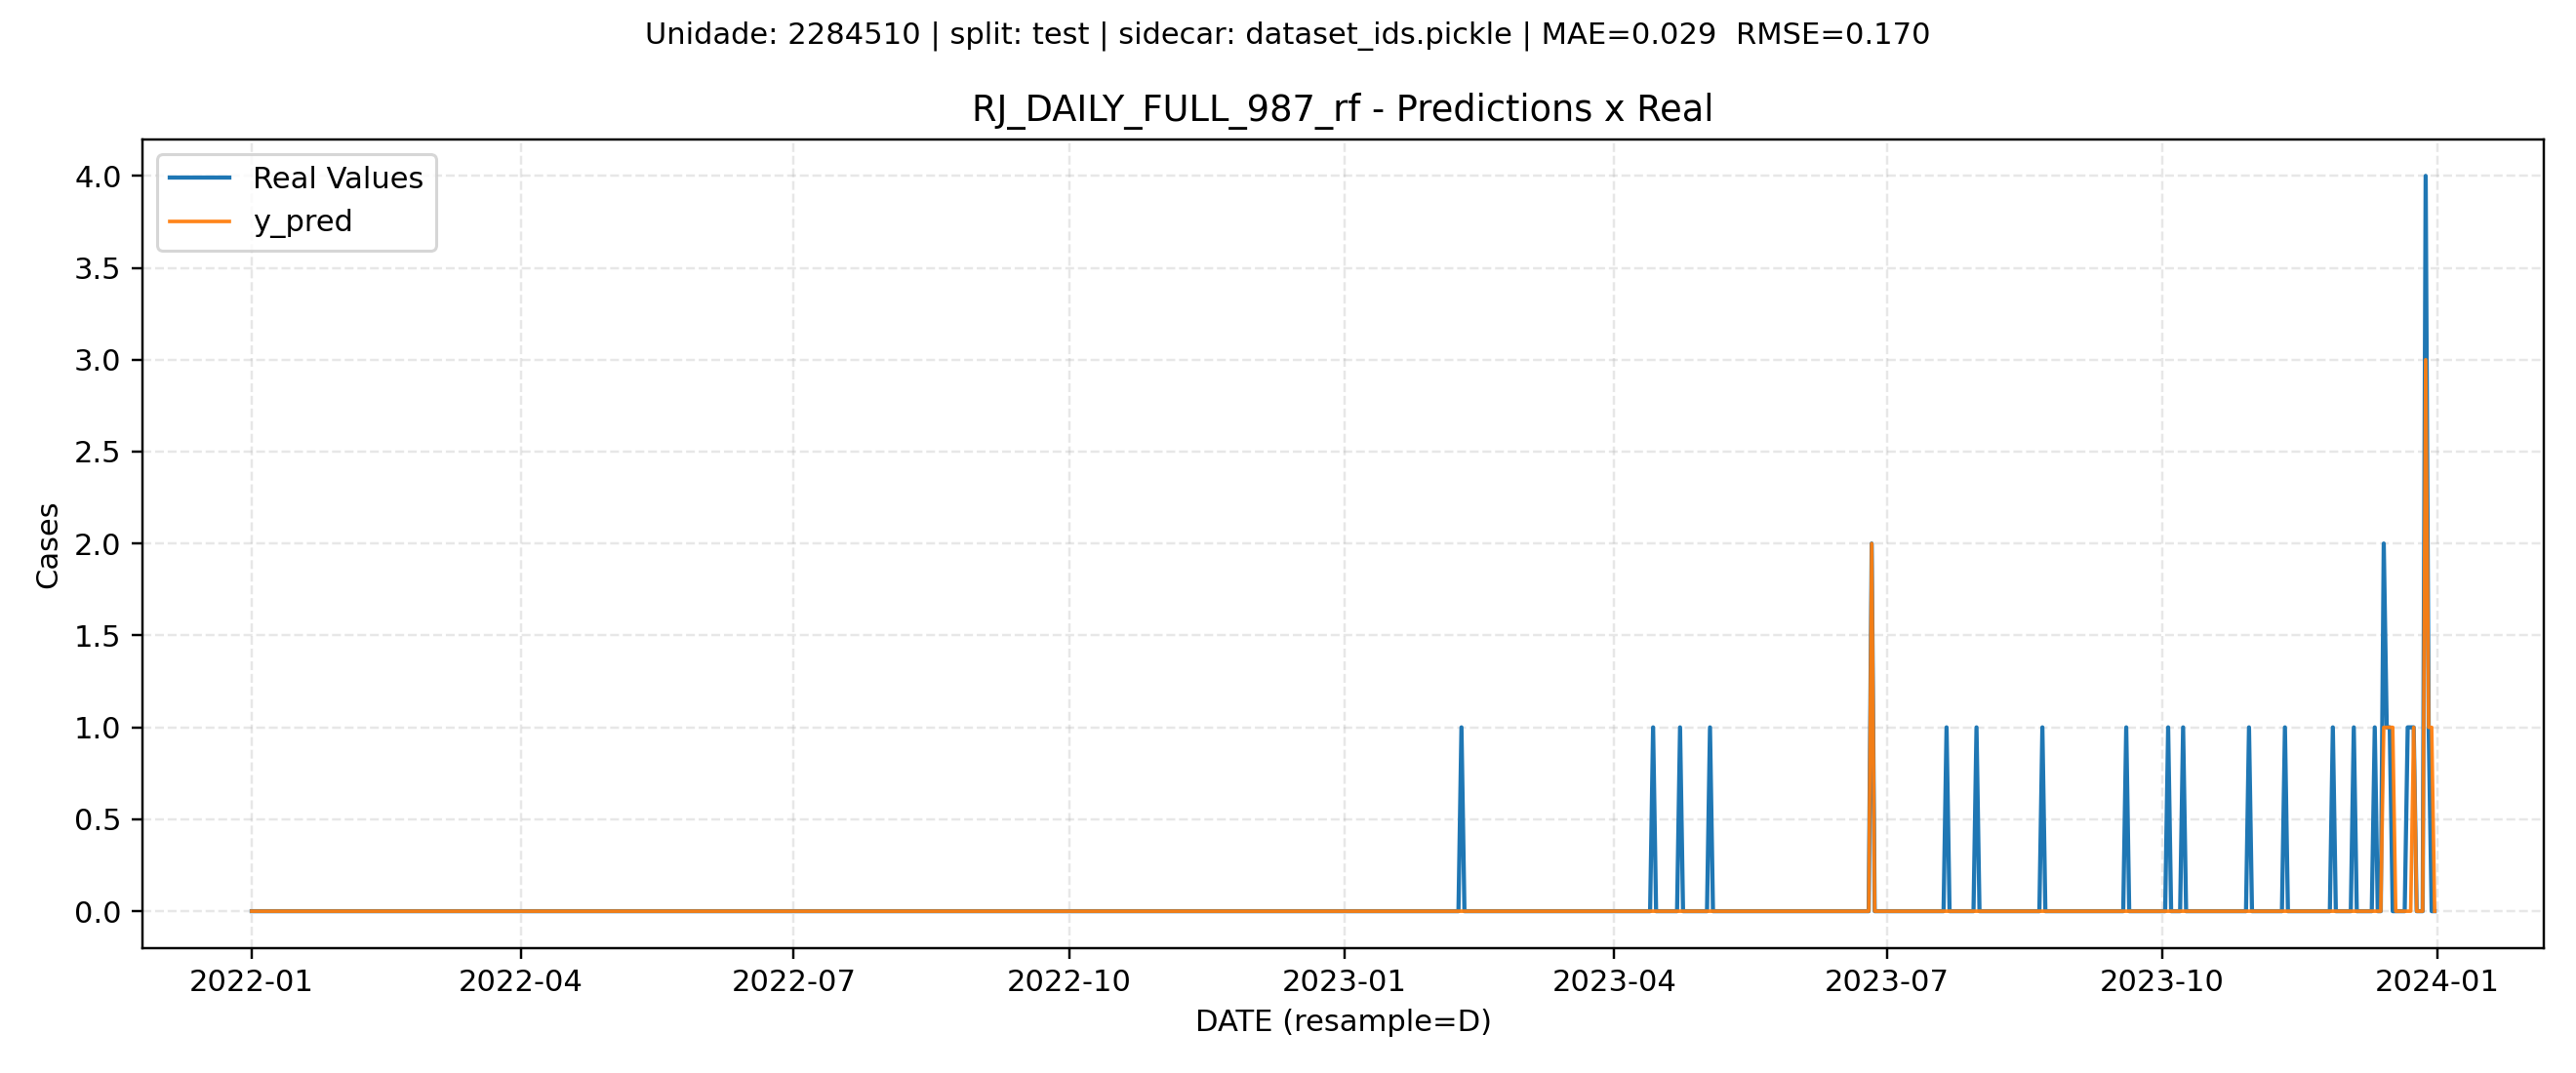 Unidade: 2284510 | split: test | sidecar: dataset_ids.pickle | MAE=0.029  RMSE=0.170
RJ_DAILY_FULL_987_rf - Predictions x Real
Real Values
y_pred
4.0
3.5
3.0
2.5
2.0
1.5
1.0
0.5
0.0
Cases
2022-01 2022-04 2022-07 2022-10 2023-01 2023-04 2023-07 2023-10 2024-01
DATE (resample=D)